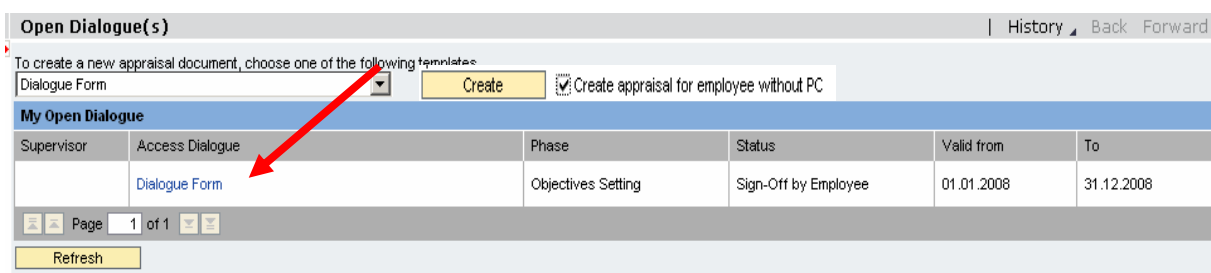 Open Dialogue(s) | History Back Forward
To create a new appraisal document, choose one of the following templates
Dialogue Form Create Create appraisal for employee without PC
My Open Dialogue
Supervisor Access Dialogue Phase Status Valid from To
Dialogue Form Objectives Setting Sign-Off by Employee 01.01.2008 31.12.2008
Page 1 of 1
Refresh